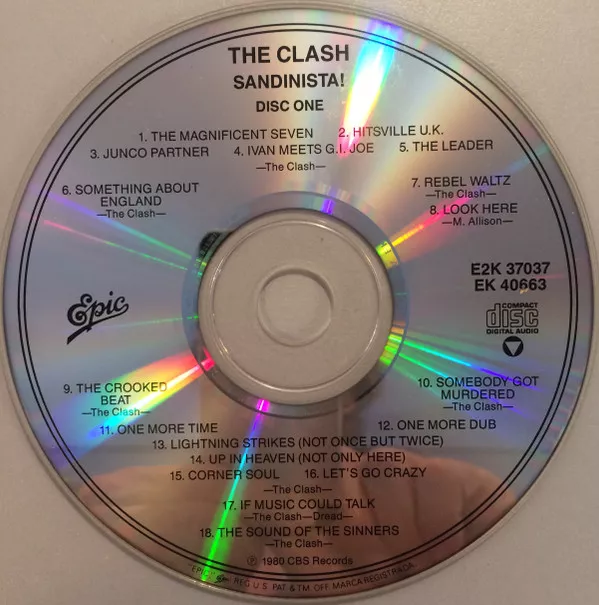 THE CLASH
SANDINISTA!
DISC ONE
1. THE MAGNIFICENT SEVEN 2. HITSVILLE U.K.
3. JUNCO PARTNER 4. IVAN MEETS G.I. JOE 5. THE LEADER
—The Clash—
6. SOMETHING ABOUT
ENGLAND
—The Clash—
7. REBEL WALTZ
—The Clash—
8. LOOK HERE
—M. Allison—
E2K 37037
EK 40663
Epic
COMPACT
disc
DIGITAL AUDIO
9. THE CROOKED
BEAT
—The Clash—
10. SOMEBODY GOT
MURDERED
—The Clash—
11. ONE MORE TIME 12. ONE MORE DUB
13. LIGHTNING STRIKES (NOT ONCE BUT TWICE)
14. UP IN HEAVEN (NOT ONLY HERE)
15. CORNER SOUL 16. LET'S GO CRAZY
—The Clash—
17. IF MUSIC COULD TALK
—The Clash—Dread—
18. THE SOUND OF THE SINNERS
—The Clash—
℗ 1980 CBS Records
"EPIC," REG U.S. PAT & TM. OFF. MARCA REGISTRADA.